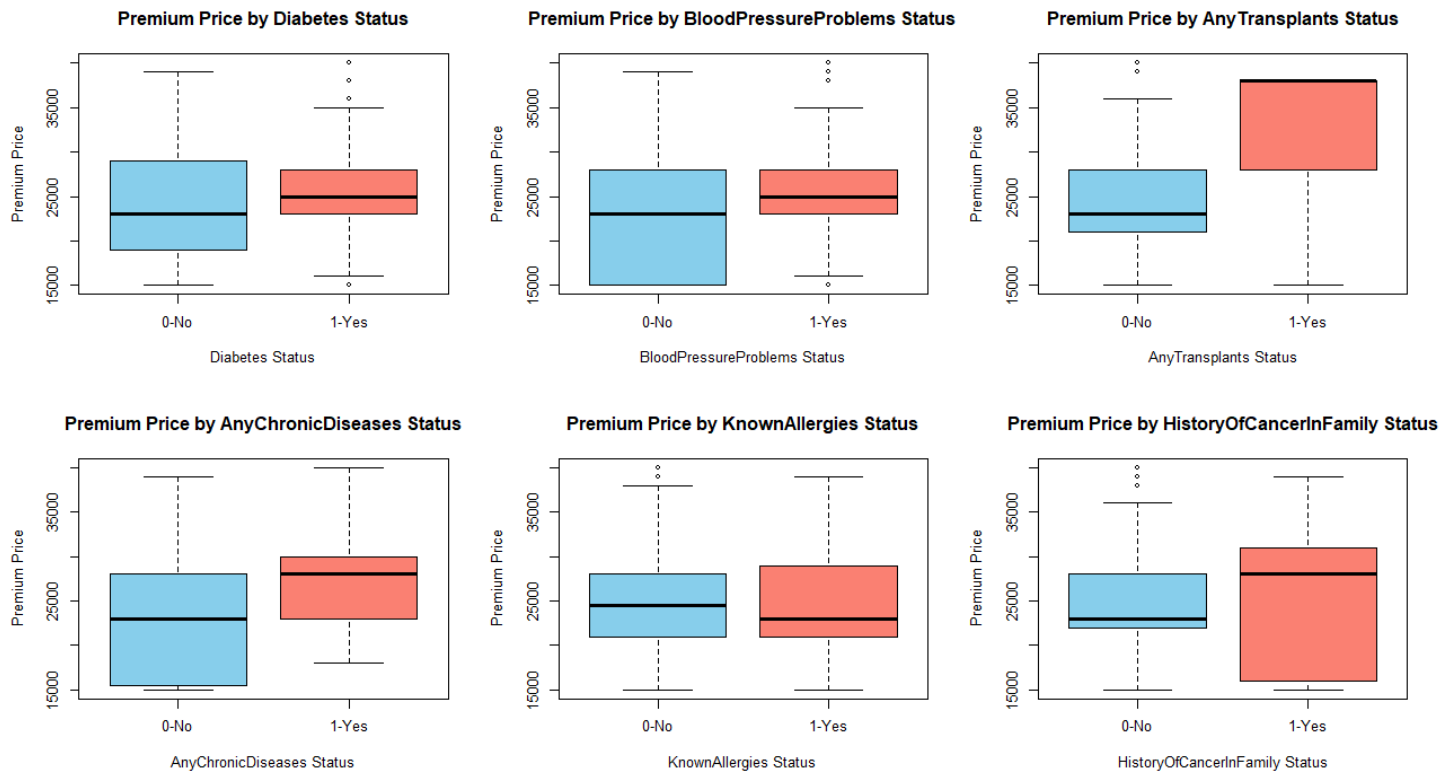 Premium Price by Diabetes Status
Premium Price
15000 25000 35000
0-No 1-Yes
Diabetes Status
Premium Price by BloodPressureProblems Status
Premium Price
15000 25000 35000
0-No 1-Yes
BloodPressureProblems Status
Premium Price by AnyTransplants Status
Premium Price
15000 25000 35000
0-No 1-Yes
AnyTransplants Status
Premium Price by AnyChronicDiseases Status
Premium Price
15000 25000 35000
0-No 1-Yes
AnyChronicDiseases Status
Premium Price by KnownAllergies Status
Premium Price
15000 25000 35000
0-No 1-Yes
KnownAllergies Status
Premium Price by HistoryOfCancerInFamily Status
Premium Price
15000 25000 35000
0-No 1-Yes
HistoryOfCancerInFamily Status